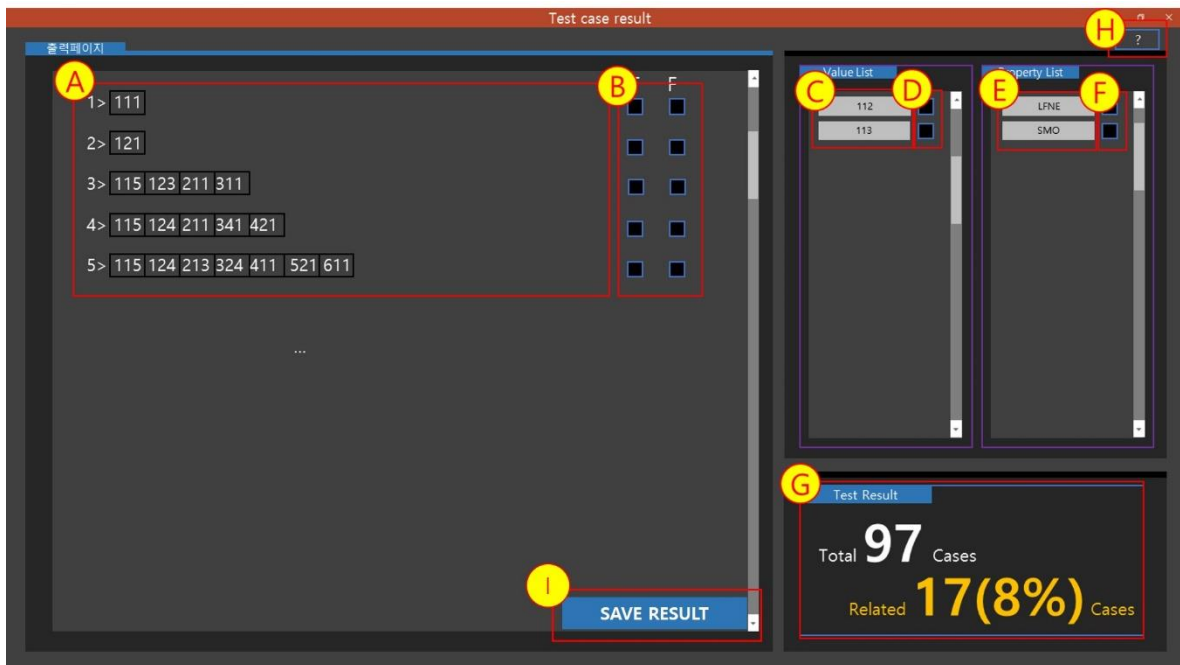 Test case result
H
?
출력페이지
A
B
F
1> 111
2> 121
3> 115 123 211 311
4> 115 124 211 341 421
5> 115 124 213 324 411 521 611
...
I
SAVE RESULT
Value List
C
D
112
113
Property List
E
F
LFNE
SMO
G
Test Result
Total 97 Cases
Related 17(8%) Cases